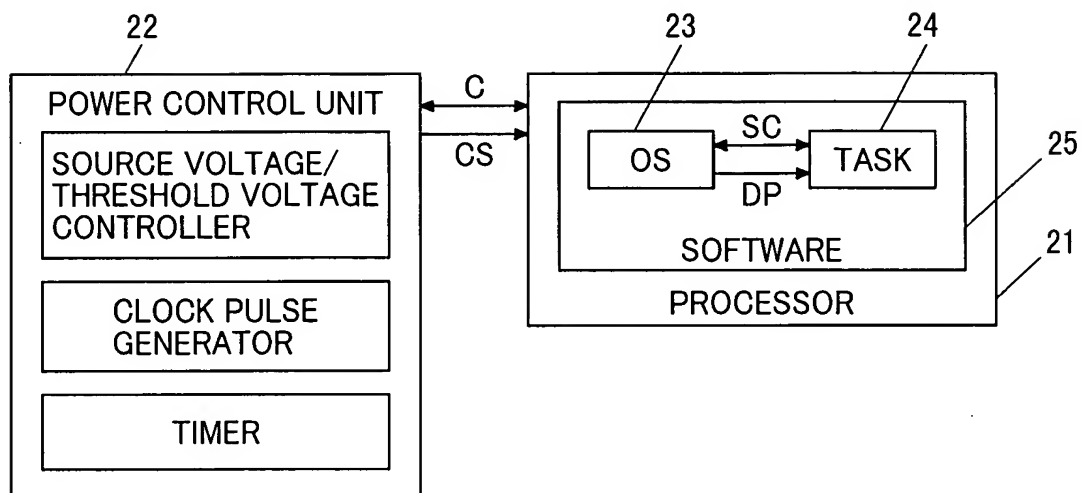 22
POWER CONTROL UNIT
SOURCE VOLTAGE/
THRESHOLD VOLTAGE
CONTROLLER
CLOCK PULSE
GENERATOR
TIMER
C
CS
23
24
OS
SC
DP
TASK
25
SOFTWARE
21
PROCESSOR